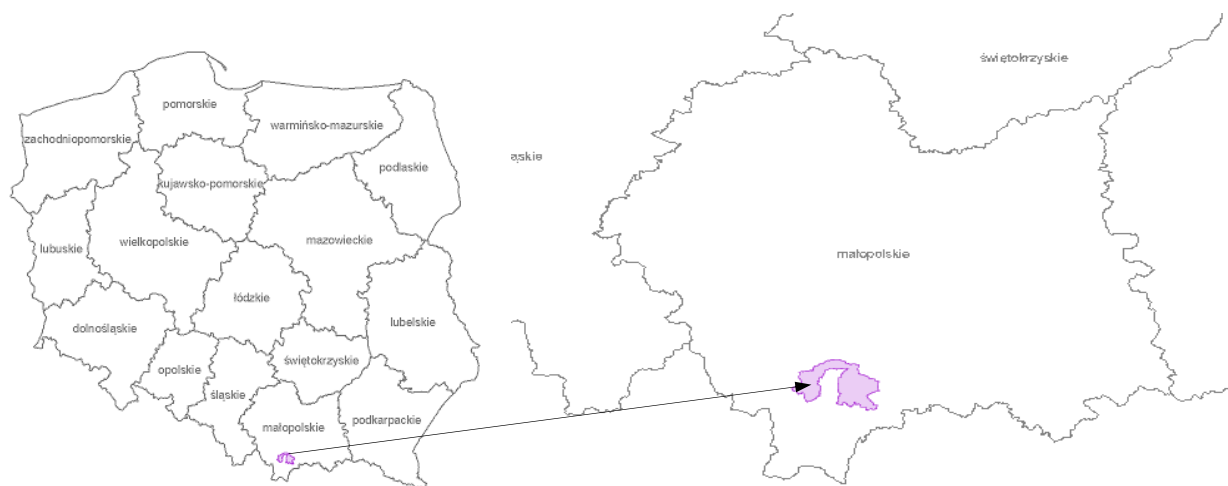 pomorskie
warmińsko-mazurskie
zachodniopomorskie
podlaskie
kujawsko-pomorskie
wielkopolskie
mazowieckie
lubuskie
łódzkie
dolnośląskie
lubelskie
opolskie
świętokrzyskie
śląskie
małopolskie
podkarpackie
świętokrzyskie
ąskie
małopolskie